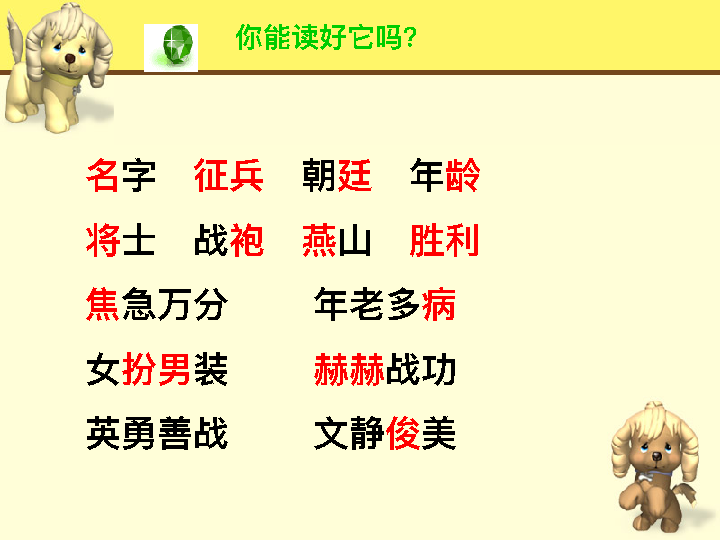 你能读好它吗?
名字 征兵 朝廷 年龄
将士 战袍 燕山 胜利
焦急万分 年老多病
女扮男装 赫赫战功
英勇善战 文静俊美